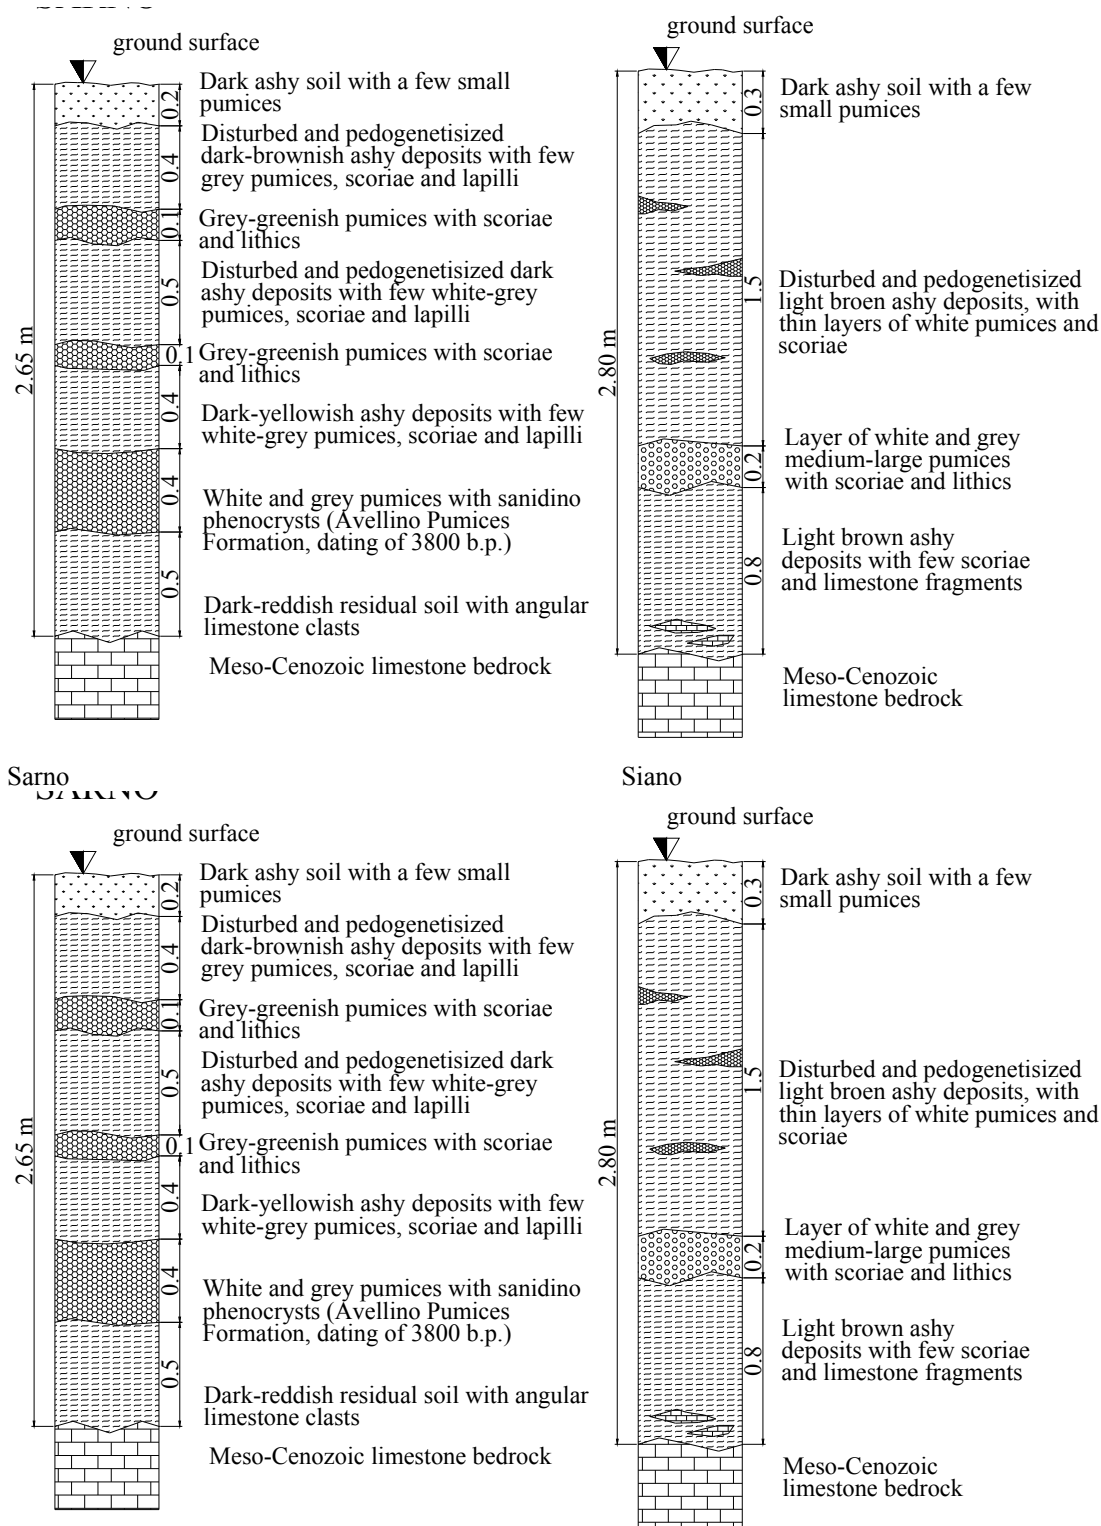 ground surface
Dark ashy soil with a few small
pumices
Disturbed and pedogenetisized
dark-brownish ashy deposits with few
grey pumices, scoriae and lapilli
Grey-greenish pumices with scoriae
and lithics
Disturbed and pedogenetisized dark
ashy deposits with few white-grey
pumices, scoriae and lapilli
Grey-greenish pumices with scoriae
and lithics
Dark-yellowish ashy deposits with few
white-grey pumices, scoriae and lapilli
White and grey pumices with sanidino
phenocrysts (Avellino Pumices
Formation, dating of 3800 b.p.)
Dark-reddish residual soil with angular
limestone clasts
Meso-Cenozoic limestone bedrock
0.2
0.4
0.1
0.5
0.1
0.4
0.4
0.5
2.65 m
ground surface
Dark ashy soil with a few
small pumices
Disturbed and pedogenetisized
light broen ashy deposits, with
thin layers of white pumices and
scoriae
Layer of white and grey
medium-large pumices
with scoriae and lithics
Light brown ashy
deposits with few scoriae
and limestone fragments
Meso-Cenozoic
limestone bedrock
0.3
1.5
0.2
0.8
2.80 m
Sarno
Siano
SARNO
ground surface
Dark ashy soil with a few small
pumices
Disturbed and pedogenetisized
dark-brownish ashy deposits with few
grey pumices, scoriae and lapilli
Grey-greenish pumices with scoriae
and lithics
Disturbed and pedogenetisized dark
ashy deposits with few white-grey
pumices, scoriae and lapilli
Grey-greenish pumices with scoriae
and lithics
Dark-yellowish ashy deposits with few
white-grey pumices, scoriae and lapilli
White and grey pumices with sanidino
phenocrysts (Avellino Pumices
Formation, dating of 3800 b.p.)
Dark-reddish residual soil with angular
limestone clasts
Meso-Cenozoic limestone bedrock
0.2
0.4
0.1
0.5
0.1
0.4
0.4
0.5
2.65 m
ground surface
Dark ashy soil with a few
small pumices
Disturbed and pedogenetisized
light broen ashy deposits, with
thin layers of white pumices and
scoriae
Layer of white and grey
medium-large pumices
with scoriae and lithics
Light brown ashy
deposits with few scoriae
and limestone fragments
Meso-Cenozoic
limestone bedrock
0.3
1.5
0.2
0.8
2.80 m